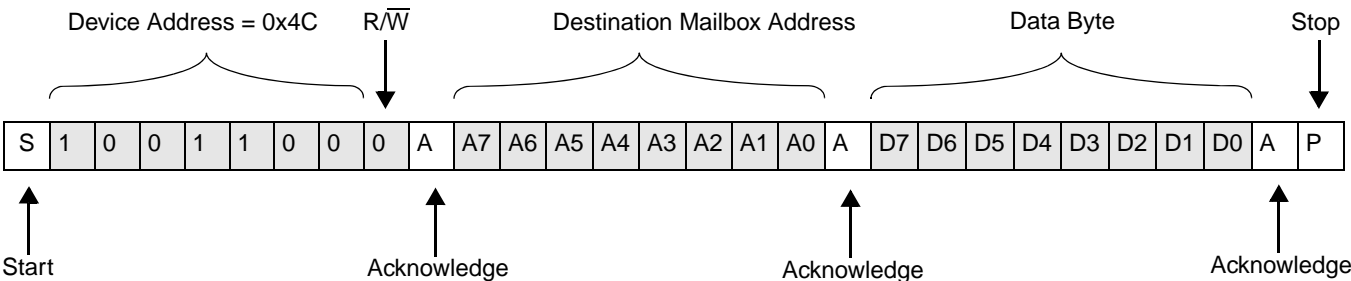 Device Address = 0x4C R/W̅ Destination Mailbox Address Data Byte Stop
S 1 0 0 1 1 0 0 0 A A7 A6 A5 A4 A3 A2 A1 A0 A D7 D6 D5 D4 D3 D2 D1 D0 A P
Start Acknowledge Acknowledge Acknowledge